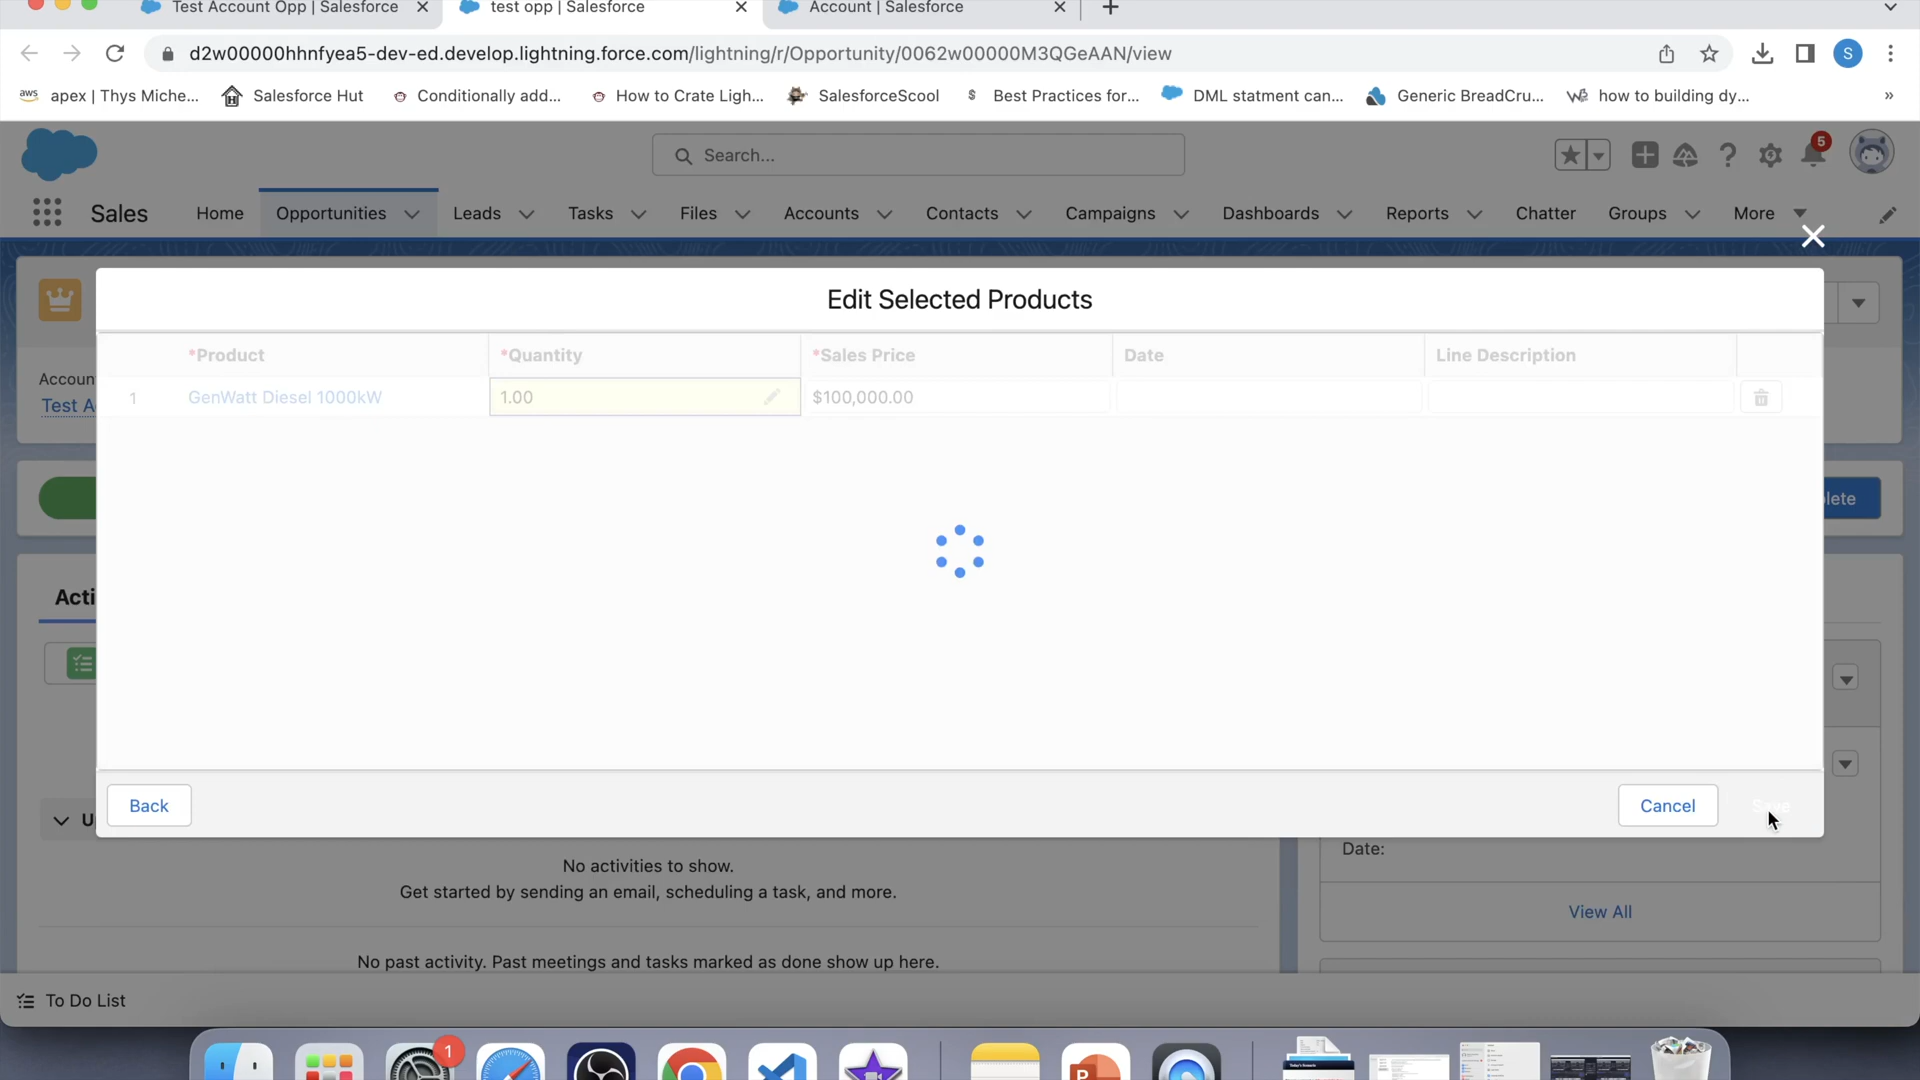 Test Account Opp | Salesforce
test opp | Salesforce
Account | Salesforce
d2w00000hhnfyea5-dev-ed.develop.lightning.force.com/lightning/r/Opportunity/0062w00000M3QGeAAN/view
S
aws apex | Thys Miche...
Salesforce Hut
Conditionally add...
How to Crate Ligh...
SalesforceScool
S Best Practices for...
DML statment can...
Generic BreadCru...
how to building dy...
»
Search...
5
Sales
Home
Opportunities
Leads
Tasks
Files
Accounts
Contacts
Campaigns
Dashboards
Reports
Chatter
Groups
More
Edit Selected Products
*Product
*Quantity
*Sales Price
Date
Line Description
Accoun
Test A
1
GenWatt Diesel 1000kW
1.00
$100,000.00
lete
Acti
Back
Cancel
Save
U
Date:
No activities to show.
Get started by sending an email, scheduling a task, and more.
View All
No past activity. Past meetings and tasks marked as done show up here.
To Do List
1
P